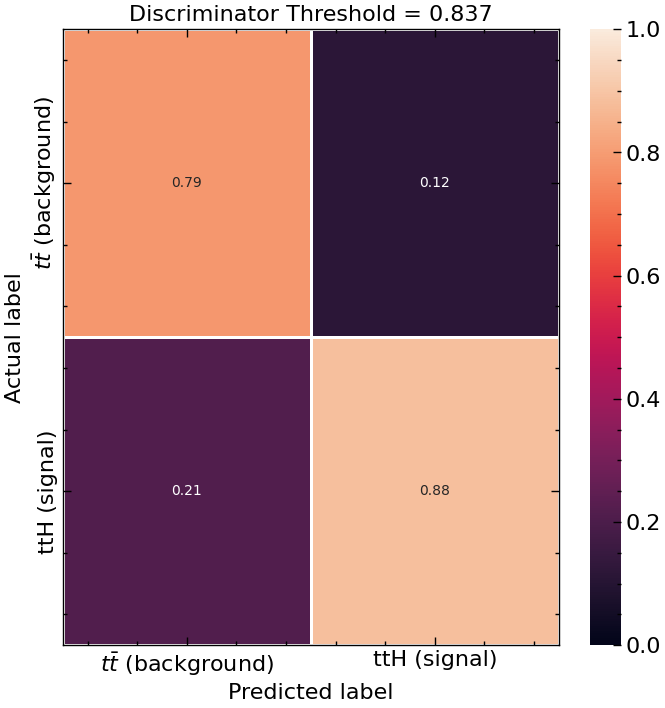 Discriminator Threshold = 0.837
Actual label
tt̄ (background)
ttH (signal)
0.79
0.12
0.21
0.88
tt̄ (background)
ttH (signal)
Predicted label
1.0
0.8
0.6
0.4
0.2
0.0